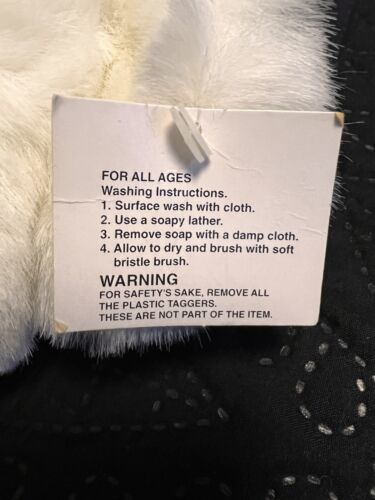 FOR ALL AGES
Washing Instructions.
1. Surface wash with cloth.
2. Use a soapy lather.
3. Remove soap with a damp cloth.
4. Allow to dry and brush with soft
bristle brush.
WARNING
FOR SAFETY'S SAKE, REMOVE ALL
THE PLASTIC TAGGERS.
THESE ARE NOT PART OF THE ITEM.